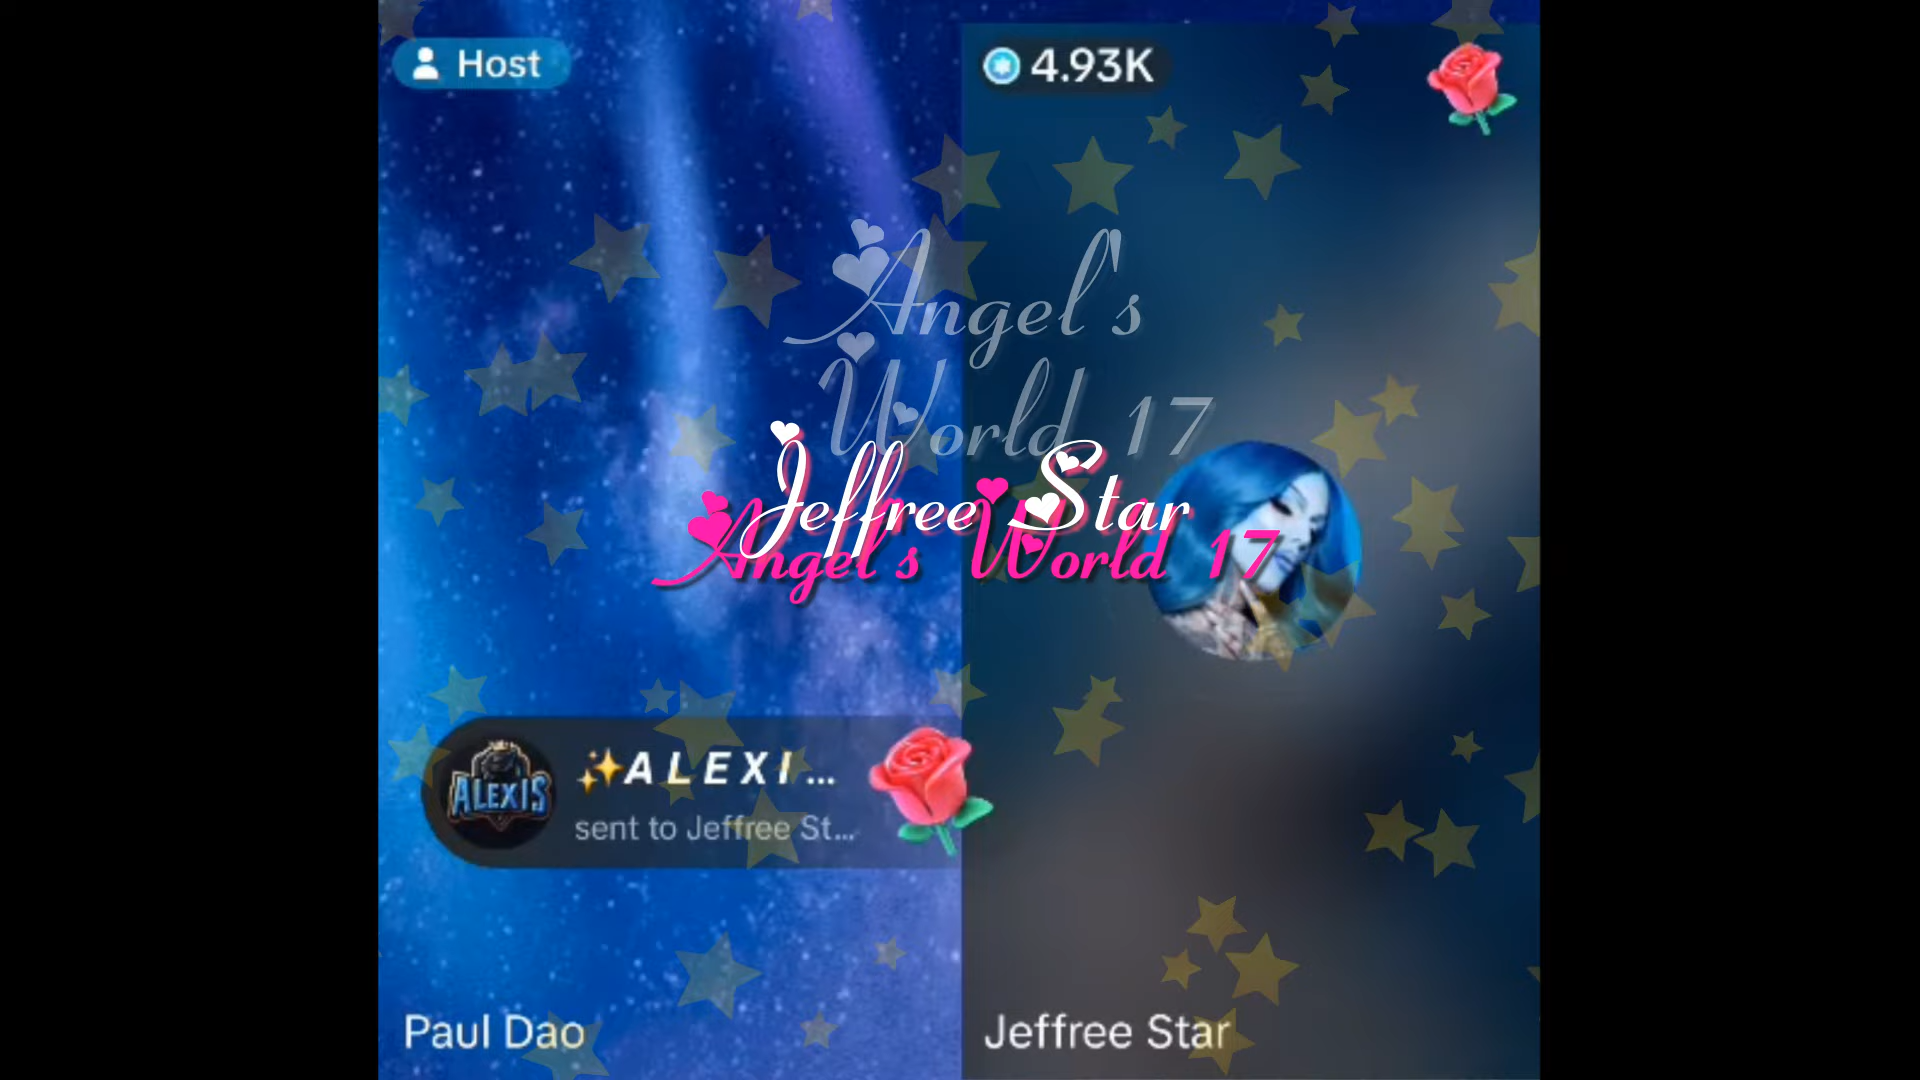 Host
4.93K
Angel's
World 17
Jeffree Star
Angel's World 17
ALEXIS
✨ALEXI...
sent to Jeffree St...
Paul Dao
Jeffree Star